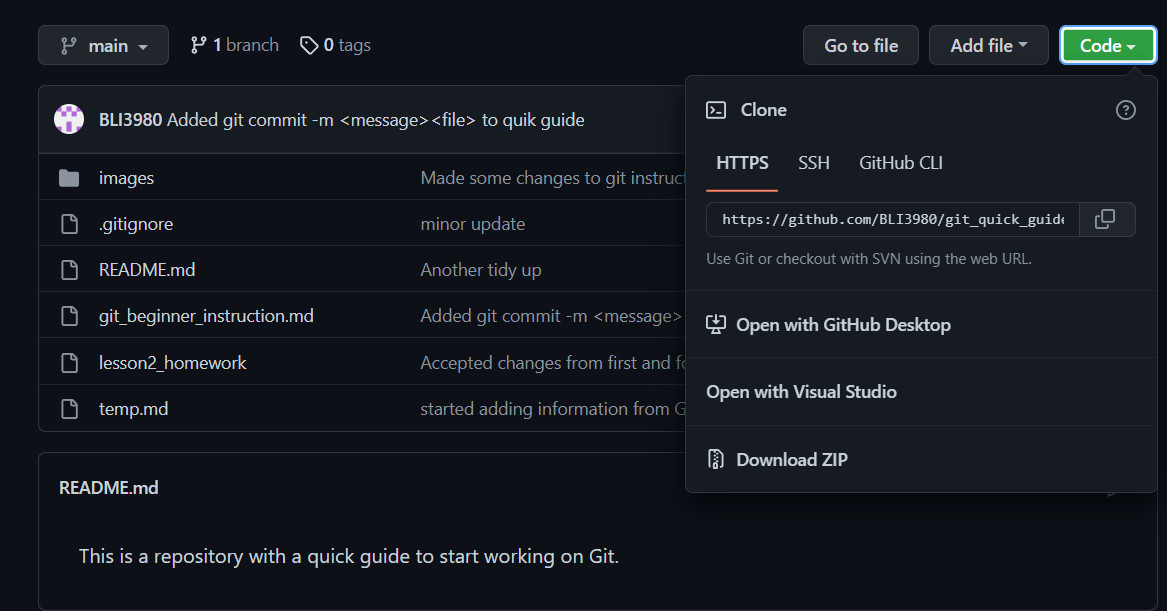 main 1 branch 0 tags Go to file Add file Code
BLI3980 Added git commit -m <message><file> to quik guide
Clone
HTTPS SSH GitHub CLI
https://github.com/BLI3980/git_quick_guide
Use Git or checkout with SVN using the web URL.
Open with GitHub Desktop
Open with Visual Studio
Download ZIP
images Made some changes to git instruct
.gitignore minor update
README.md Another tidy up
git_beginner_instruction.md Added git commit -m <message>
lesson2_homework Accepted changes from first and fo
temp.md started adding information from G
README.md
This is a repository with a quick guide to start working on Git.